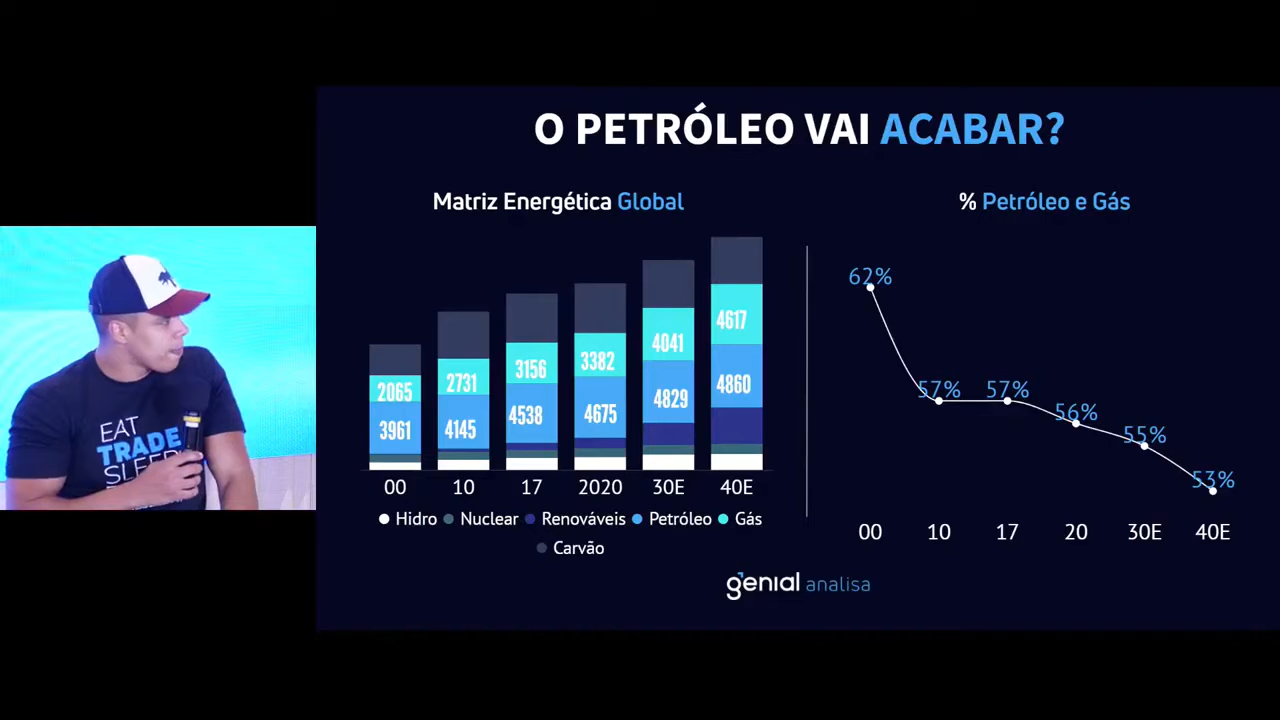 O PETRÓLEO VAI ACABAR?
Matriz Energética Global
% Petróleo e Gás
2065
3961
2731
4145
3156
4538
3382
4675
4041
4829
4617
4860
00 10 17 2020 30E 40E
Hidro Nuclear Renováveis Petróleo Gás
Carvão
62%
57%
57%
56%
55%
53%
00 10 17 20 30E 40E
genial analisa
EAT
TRADE
SLEEP